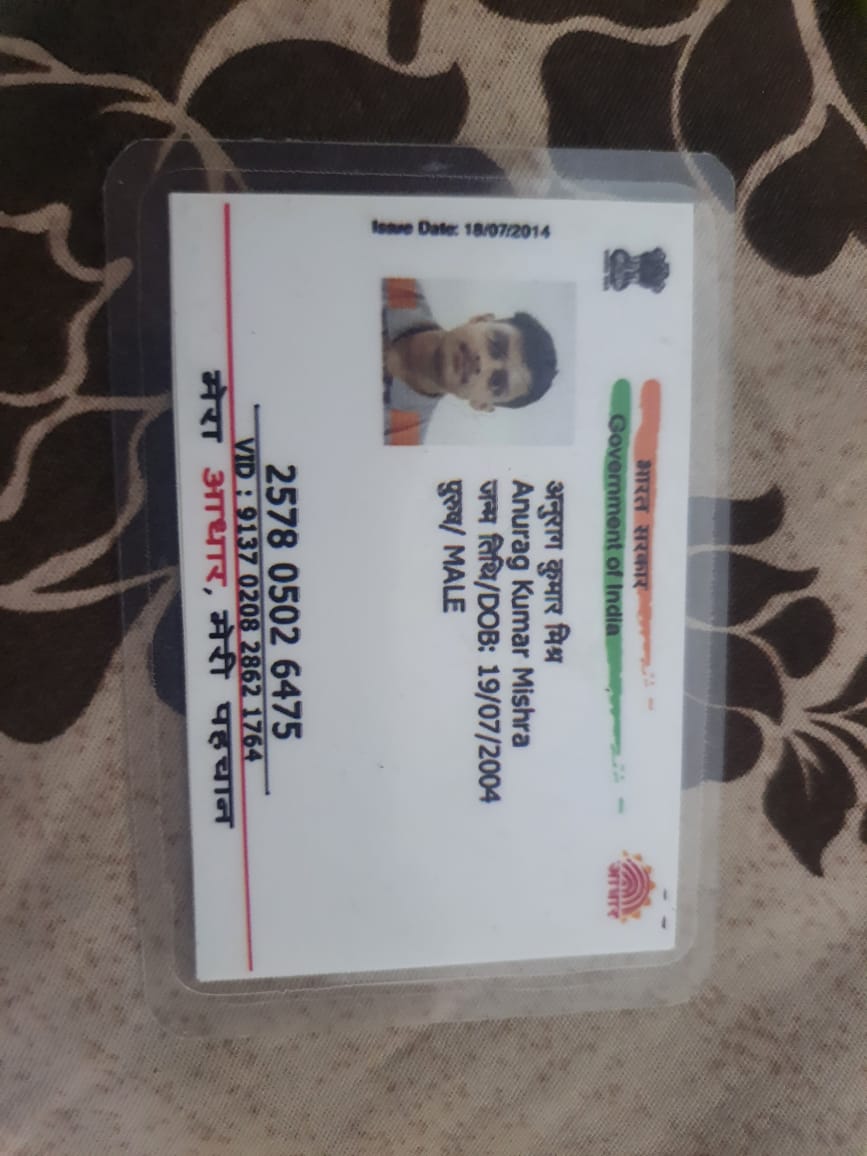 भारत सरकार
Government of India
Issue Date: 18/07/2014
अनुराग कुमार मिश्र
Anurag Kumar Mishra
जन्म तिथि/DOB: 19/07/2004
पुरुष/ MALE
2578 0502 6475
VID : 9137 0208 2862 1764
मेरा आधार, मेरी पहचान
आधार